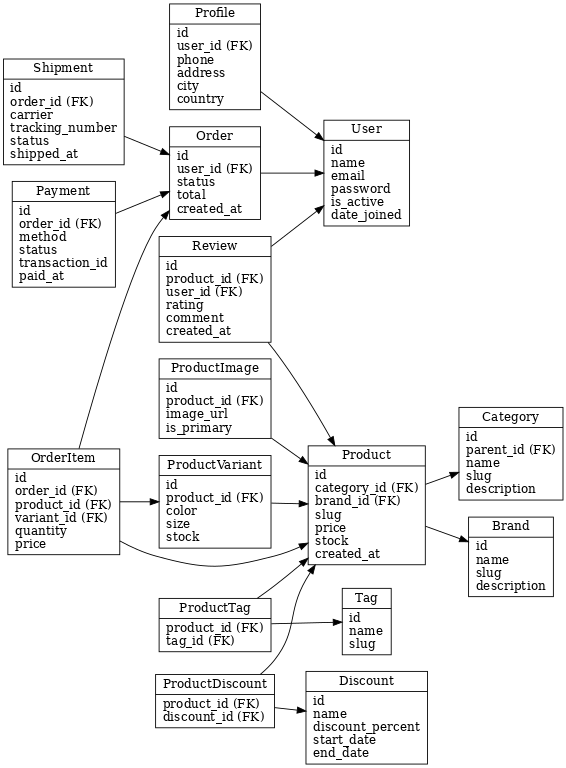 Profile
id
user_id (FK)
phone
address
city
country
Shipment
id
order_id (FK)
carrier
tracking_number
status
shipped_at
User
id
name
email
password
is_active
date_joined
Order
id
user_id (FK)
status
total
created_at
Payment
id
order_id (FK)
method
status
transaction_id
paid_at
Review
id
product_id (FK)
user_id (FK)
rating
comment
created_at
ProductImage
id
product_id (FK)
image_url
is_primary
Category
id
parent_id (FK)
name
slug
description
Product
id
category_id (FK)
brand_id (FK)
slug
price
stock
created_at
OrderItem
id
order_id (FK)
product_id (FK)
variant_id (FK)
quantity
price
ProductVariant
id
product_id (FK)
color
size
stock
Brand
id
name
slug
description
ProductTag
product_id (FK)
tag_id (FK)
Tag
id
name
slug
ProductDiscount
product_id (FK)
discount_id (FK)
Discount
id
name
discount_percent
start_date
end_date